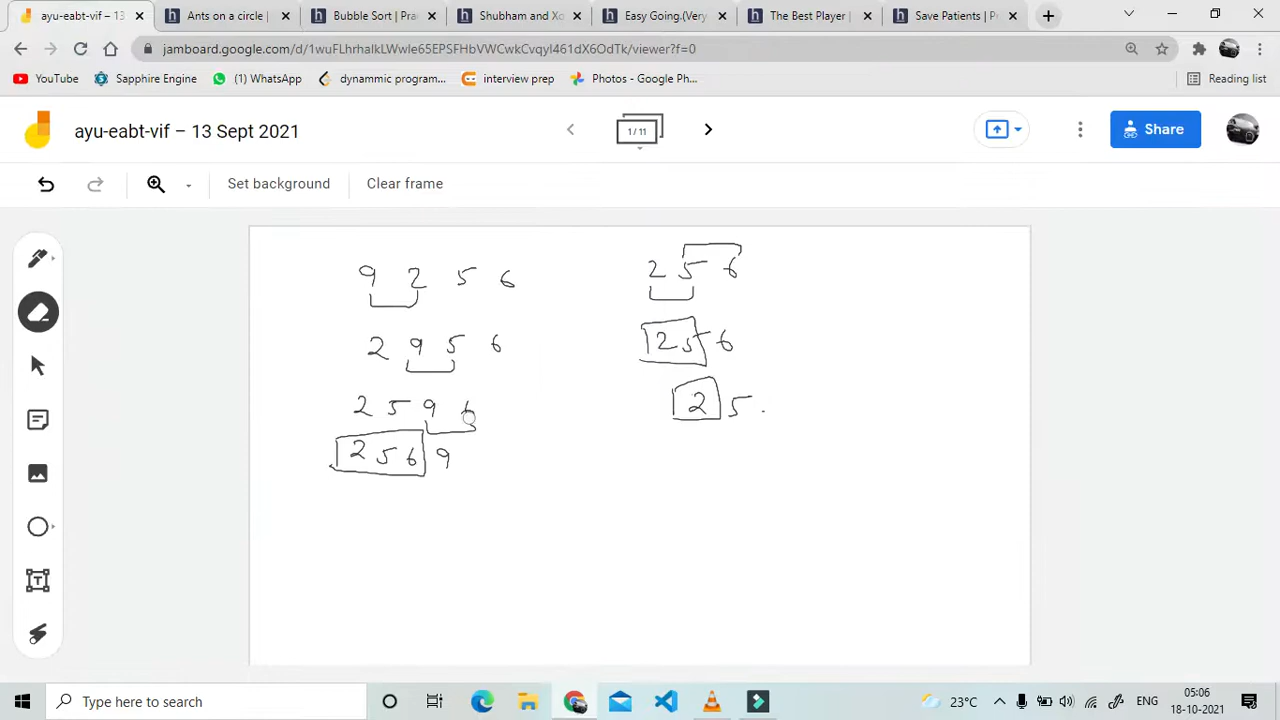 ayu-eabt-vif – 13
Ants on a circle |
Bubble Sort | Pra
Shubham and Xo
Easy Going.(Very
The Best Player |
Save Patients | P
jamboard.google.com/d/1wuFLhrhalkLWwle65EPSFHbVWCwkCvqyl461dX6OdTk/viewer?f=0
YouTube
Sapphire Engine
(1) WhatsApp
dynammic program...
interview prep
Photos - Google Ph...
Reading list
ayu-eabt-vif – 13 Sept 2021
1 / 11
Share
Set background
Clear frame
9 2 5 6
2 9 5 6
2 5 9 6
2 5 6 9
2 5 6
2 5 6
2 5
Type here to search
23°C
ENG
05:06
18-10-2021